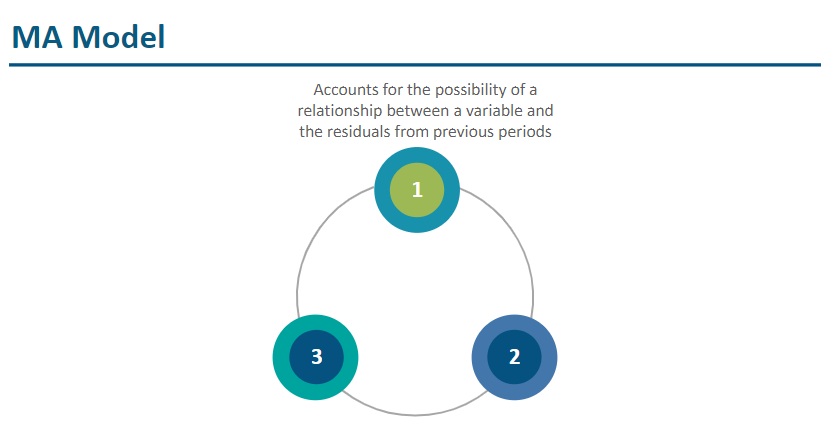 MA Model
Accounts for the possibility of a
relationship between a variable and
the residuals from previous periods
1
3
2